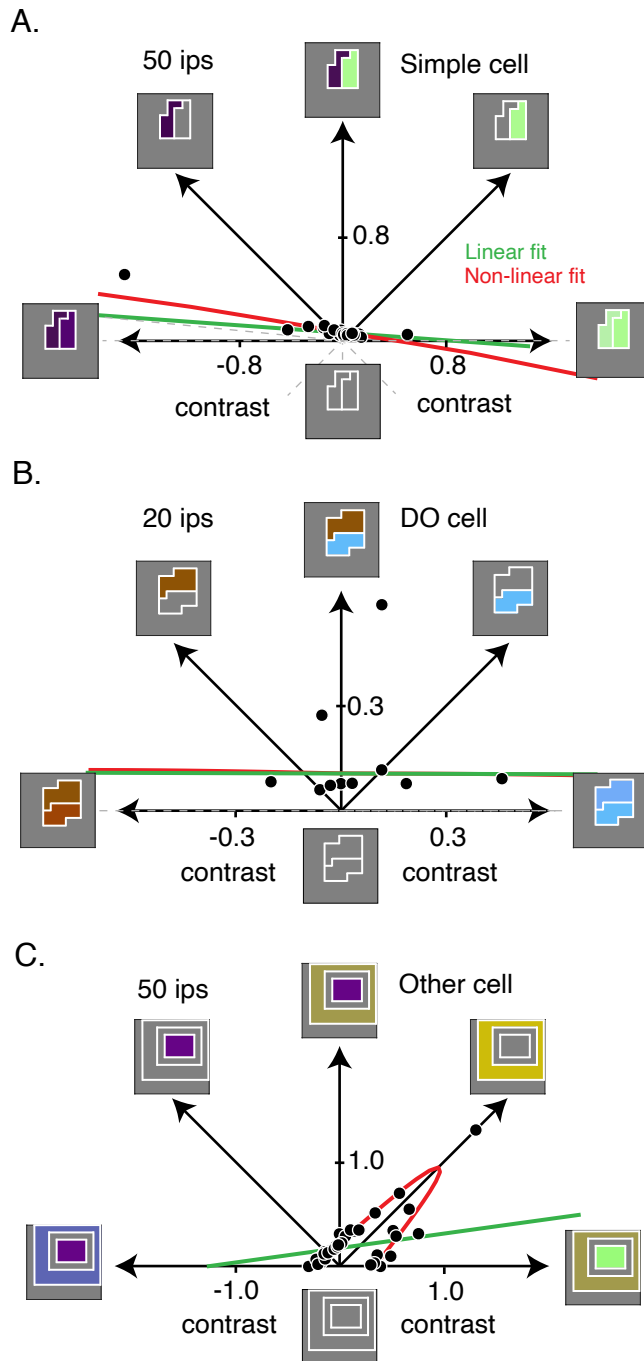 A.
50 ips
Simple cell
0.8
Linear fit
Non-linear fit
-0.8
0.8
contrast
contrast
B.
20 ips
DO cell
0.3
-0.3
0.3
contrast
contrast
C.
50 ips
Other cell
1.0
-1.0
1.0
contrast
contrast